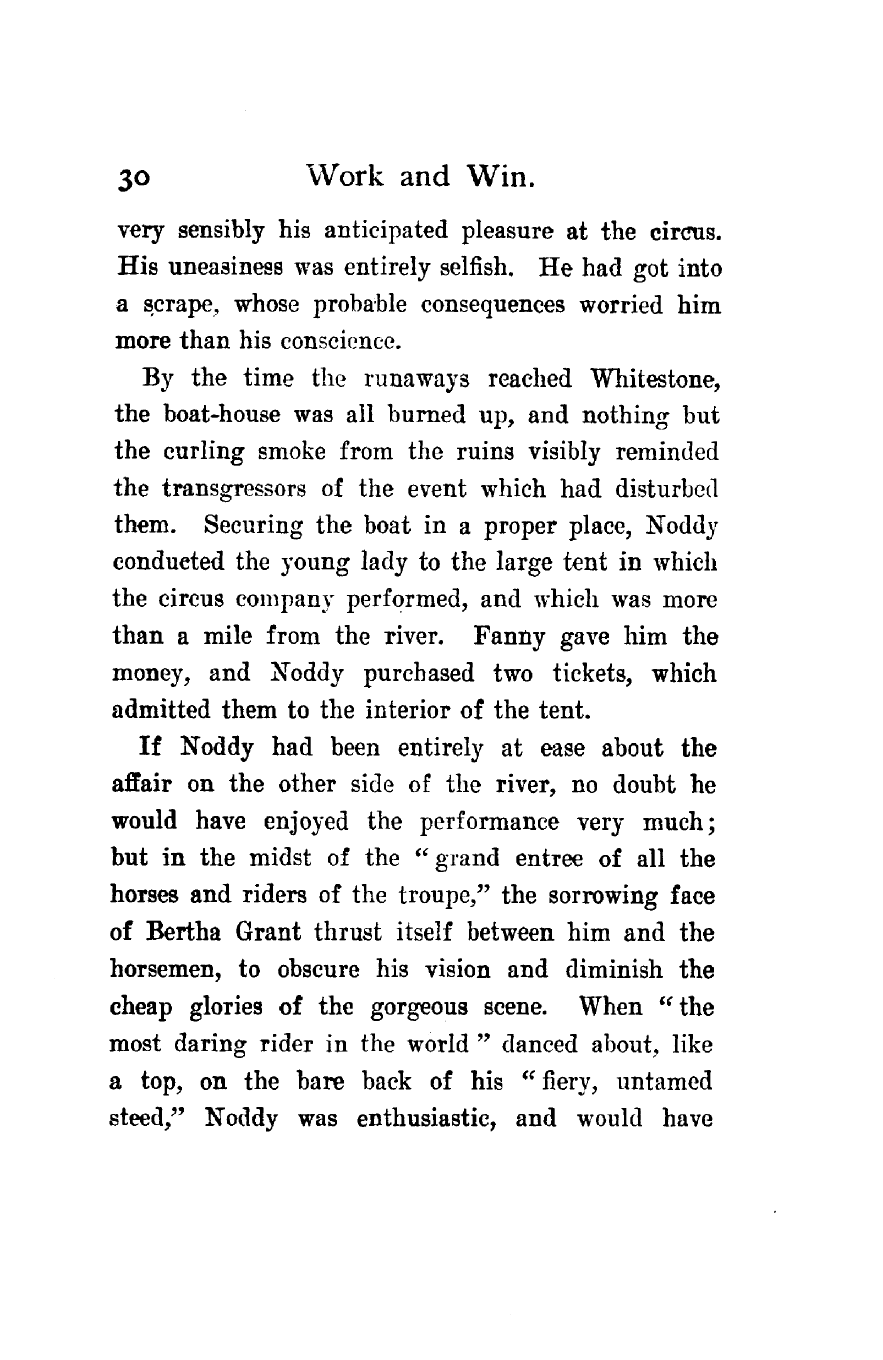 30 Work and Win.
very sensibly his anticipated pleasure at the circus.
His uneasiness was entirely selfish. He had got into
a scrape, whose probable consequences worried him
more than his conscience.
By the time the runaways reached Whitestone,
the boat-house was all burned up, and nothing but
the curling smoke from the ruins visibly reminded
the transgressors of the event which had disturbed
them. Securing the boat in a proper place, Noddy
conducted the young lady to the large tent in which
the circus company performed, and which was more
than a mile from the river. Fanny gave him the
money, and Noddy purchased two tickets, which
admitted them to the interior of the tent.
If Noddy had been entirely at ease about the
affair on the other side of the river, no doubt he
would have enjoyed the performance very much;
but in the midst of the “grand entree of all the
horses and riders of the troupe,” the sorrowing face
of Bertha Grant thrust itself between him and the
horsemen, to obscure his vision and diminish the
cheap glories of the gorgeous scene. When “the
most daring rider in the world” danced about, like
a top, on the bare back of his “fiery, untamed
steed,” Noddy was enthusiastic, and would have